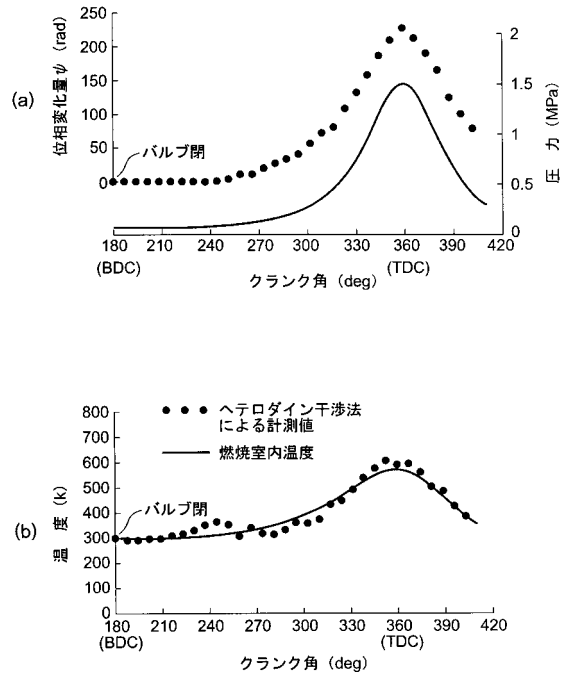 (a)
位相変化量ψ (rad)
250
200
150
100
50
0
バルブ閉
2
1.5
1
0.5
0
圧 力 (MPa)
180 210 240 270 300 330 360 390 420
(BDC) (TDC)
クランク角 (deg)
(b)
温 度 (k)
800
700
600
500
400
300
200
100
0
ヘテロダイン干渉法
による計測値
燃焼室内温度
バルブ閉
180 210 240 270 300 330 360 390 420
(BDC) (TDC)
クランク角 (deg)